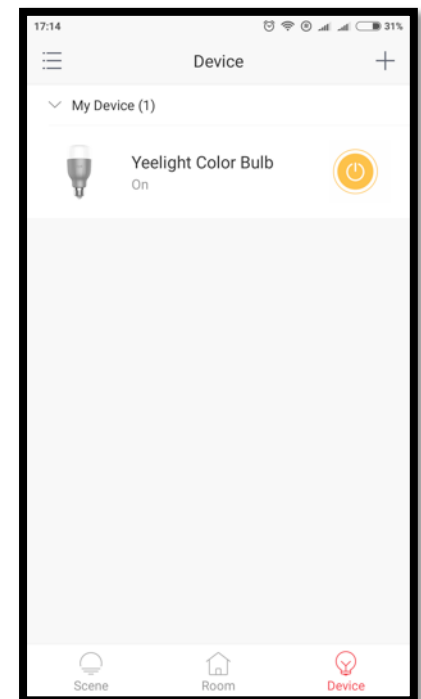 17:14 31%
Device
My Device (1)
Yeelight Color Bulb
On
Scene Room Device